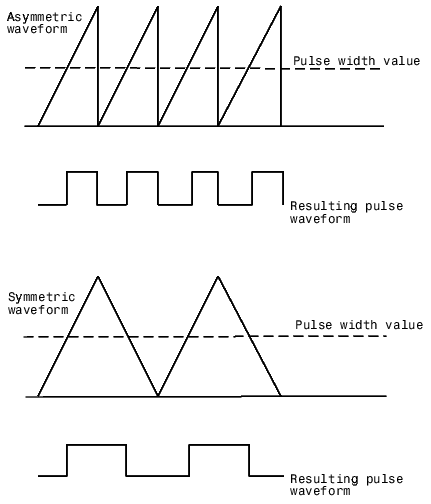 Asymmetric
waveform
Pulse width value
Resulting pulse
waveform
Symmetric
waveform
Pulse width value
Resulting pulse
waveform